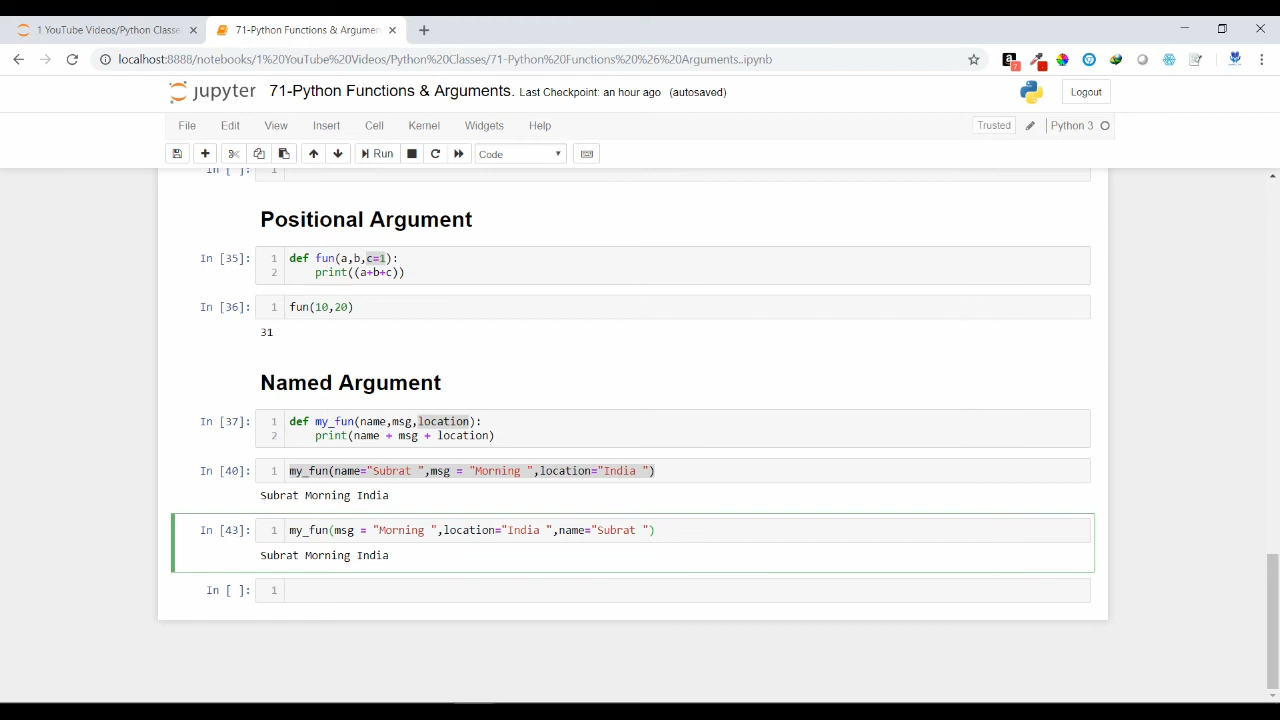 1 YouTube Videos/Python Classe
71-Python Functions & Argumen
localhost:8888/notebooks/1%20YouTube%20Videos/Python%20Classes/71-Python%20Functions%20%26%20Arguments..ipynb
jupyter 71-Python Functions & Arguments. Last Checkpoint: an hour ago (autosaved)
Logout
File Edit View Insert Cell Kernel Widgets Help
Trusted Python 3
Run Code
In [ ]: 1
Positional Argument
In [35]: 1 def fun(a,b,c=1):
2 print((a+b+c))
In [36]: 1 fun(10,20)
31
Named Argument
In [37]: 1 def my_fun(name,msg,location):
2 print(name + msg + location)
In [40]: 1 my_fun(name="Subrat ",msg = "Morning ",location="India ")
Subrat Morning India
In [43]: 1 my_fun(msg = "Morning ",location="India ",name="Subrat ")
Subrat Morning India
In [ ]: 1